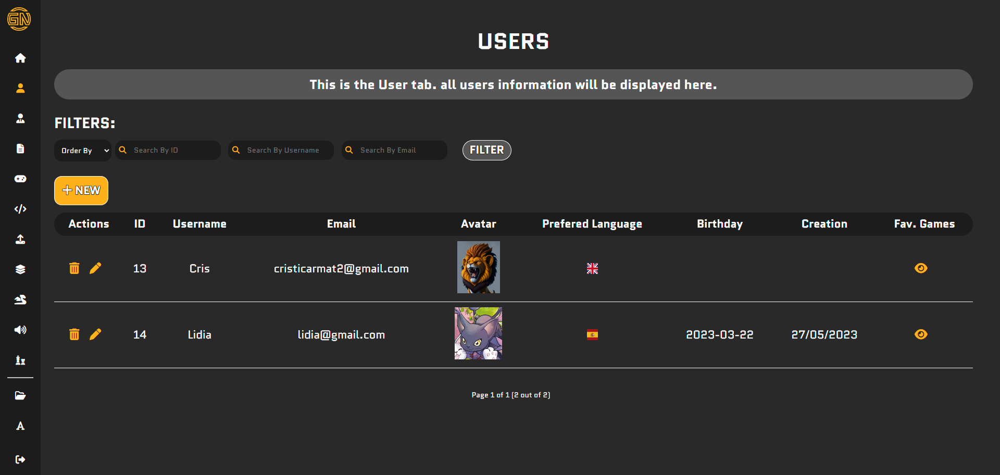 GN
USERS
This is the User tab. all users information will be displayed here.
FILTERS:
Order By
Search By ID
Search By Username
Search By Email
FILTER
+ NEW
Actions ID Username Email Avatar Prefered Language Birthday Creation Fav. Games
13 Cris cristicarmat2@gmail.com
14 Lidia lidia@gmail.com 2023-03-22 27/05/2023
Page 1 of 1 (2 out of 2)